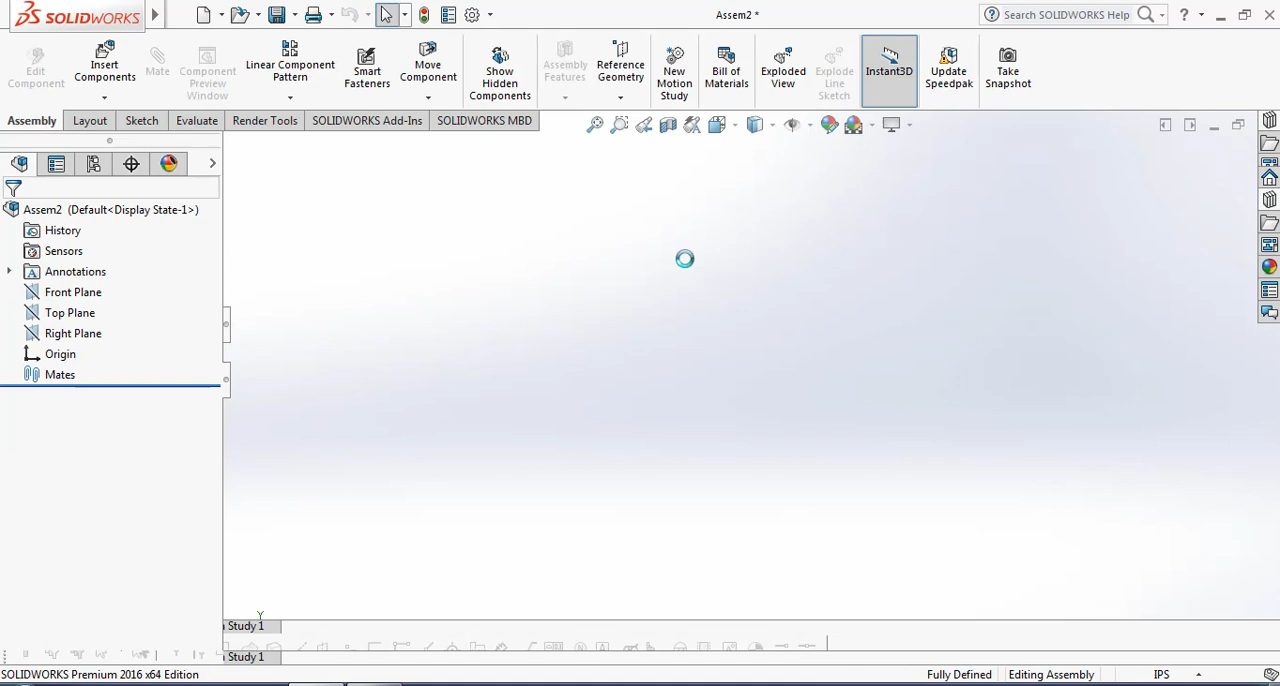 SOLIDWORKS
Assem2 *
Search SOLIDWORKS Help
?
Edit Component
Insert Components
Mate
Component Preview Window
Linear Component Pattern
Smart Fasteners
Move Component
Show Hidden Components
Assembly Features
Reference Geometry
New Motion Study
Bill of Materials
Exploded View
Explode Line Sketch
Instant3D
Update Speedpak
Take Snapshot
Assembly
Layout
Sketch
Evaluate
Render Tools
SOLIDWORKS Add-Ins
SOLIDWORKS MBD
Assem2 (Default<Display State-1>)
History
Sensors
Annotations
Front Plane
Top Plane
Right Plane
Origin
Mates
Y
Study 1
Study 1
SOLIDWORKS Premium 2016 x64 Edition
Fully Defined
Editing Assembly
IPS